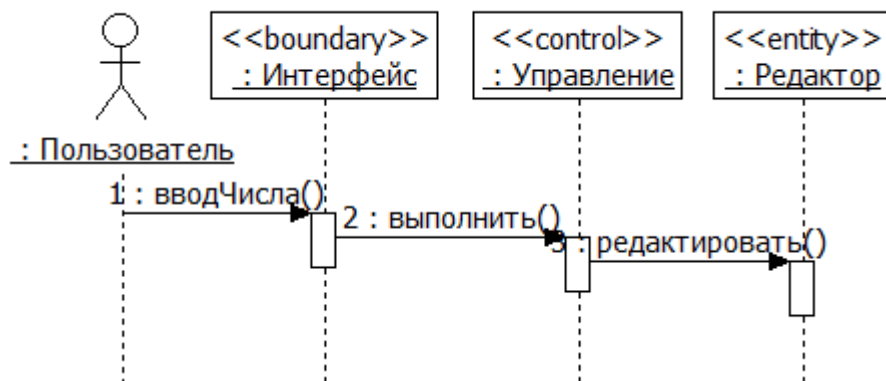 <<boundary>>
: Интерфейс
<<control>>
: Управление
<<entity>>
: Редактор
: Пользователь
1 : вводЧисла()
2 : выполнить()
3 : редактировать()